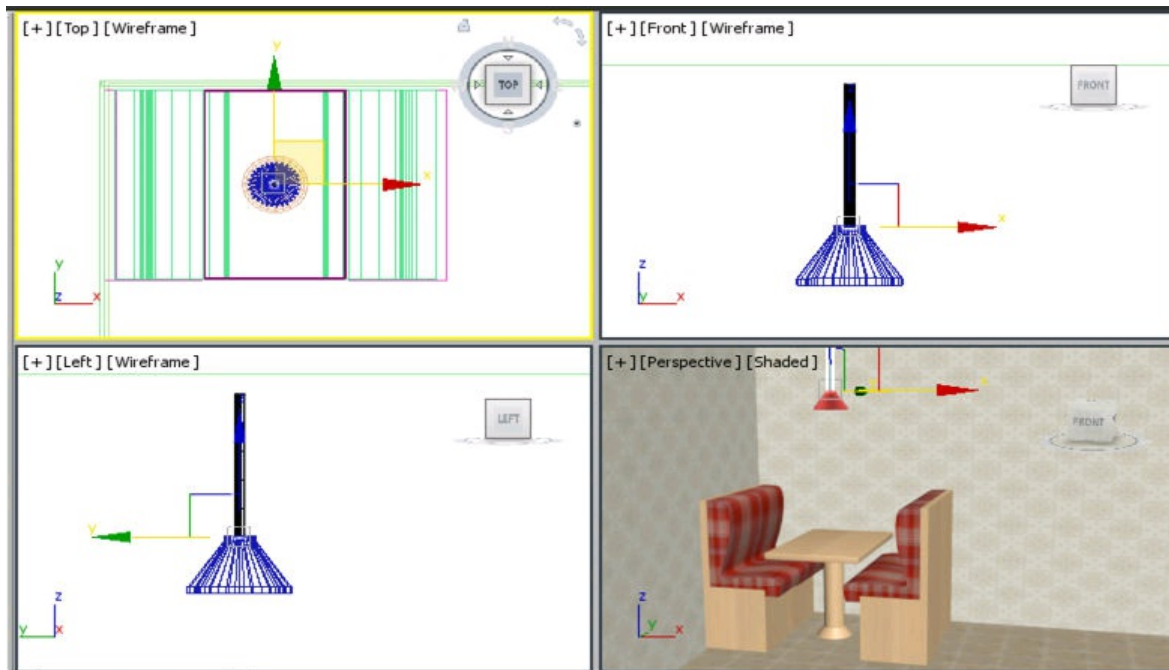 [+] [Top] [Wireframe]
y
TOP
x
y
z x
[+] [Front] [Wireframe]
FRONT
x
z
y x
[+] [Left] [Wireframe]
LEFT
y
z
y x
[+] [Perspective] [Shaded]
x
FRONT
z
y x